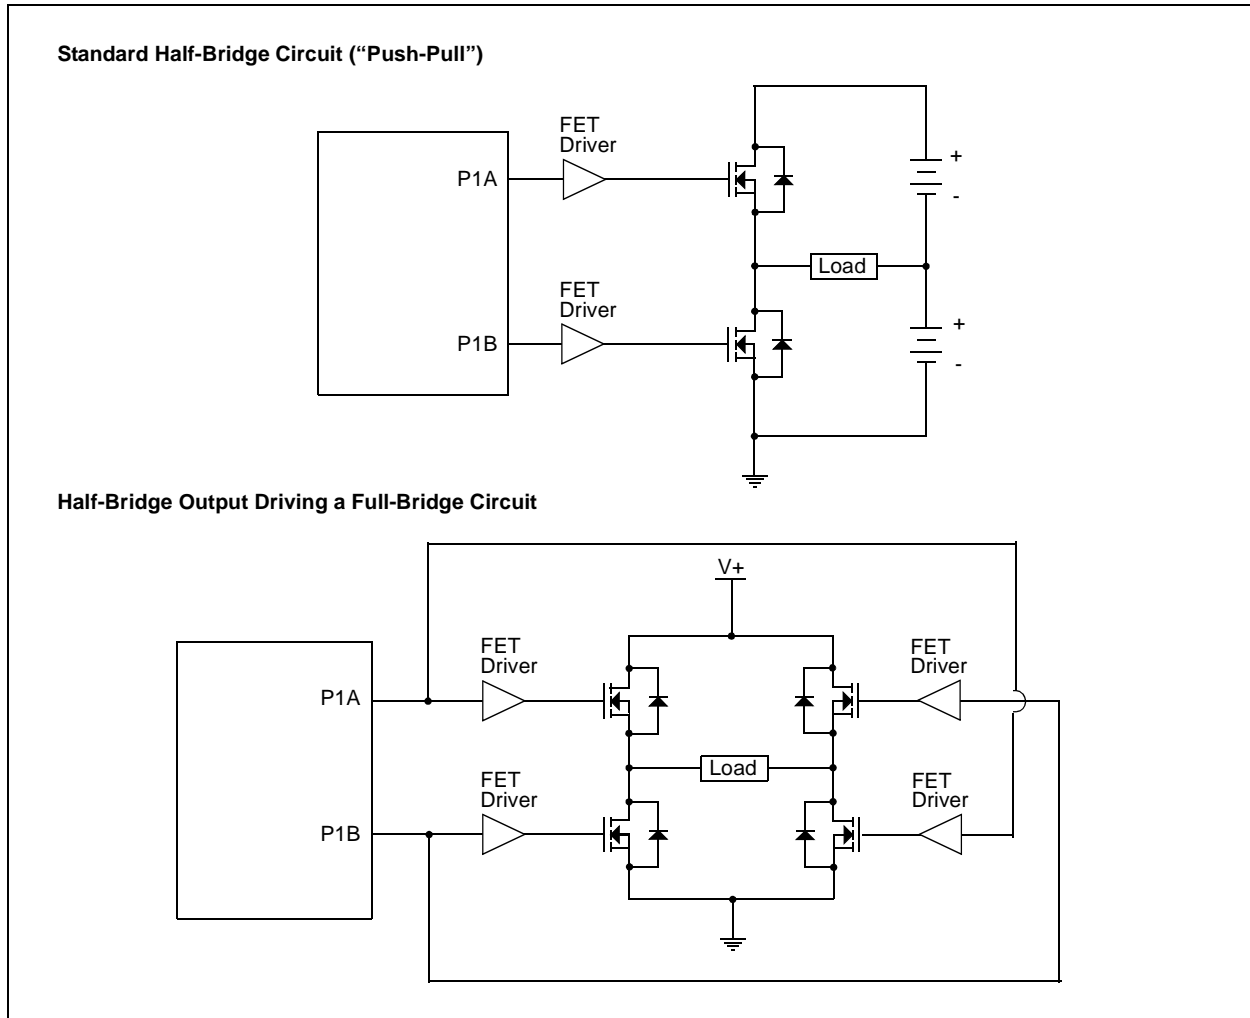 Standard Half-Bridge Circuit (“Push-Pull”)
FET
Driver
P1A
+
-
Load
FET
Driver
P1B
+
-
Half-Bridge Output Driving a Full-Bridge Circuit
V+
FET
Driver
FET
Driver
P1A
Load
FET
Driver
FET
Driver
P1B